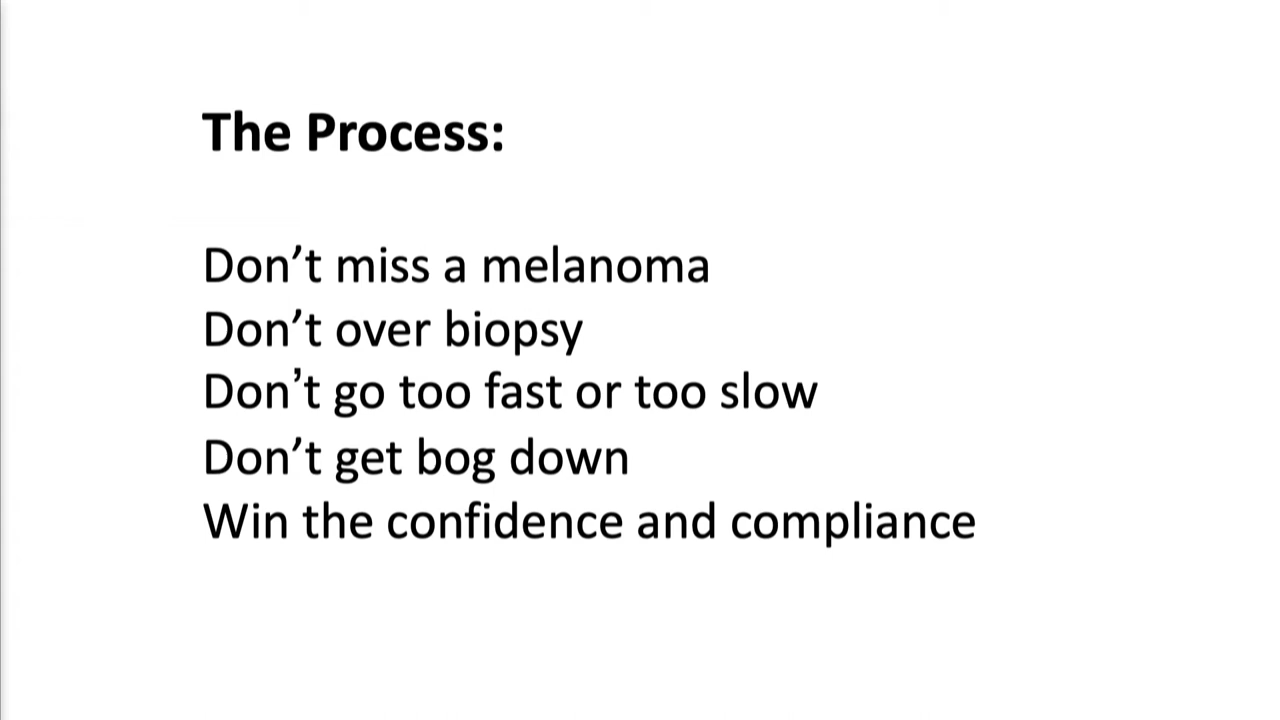 The Process:
Don’t miss a melanoma
Don’t over biopsy
Don’t go too fast or too slow
Don’t get bog down
Win the confidence and compliance